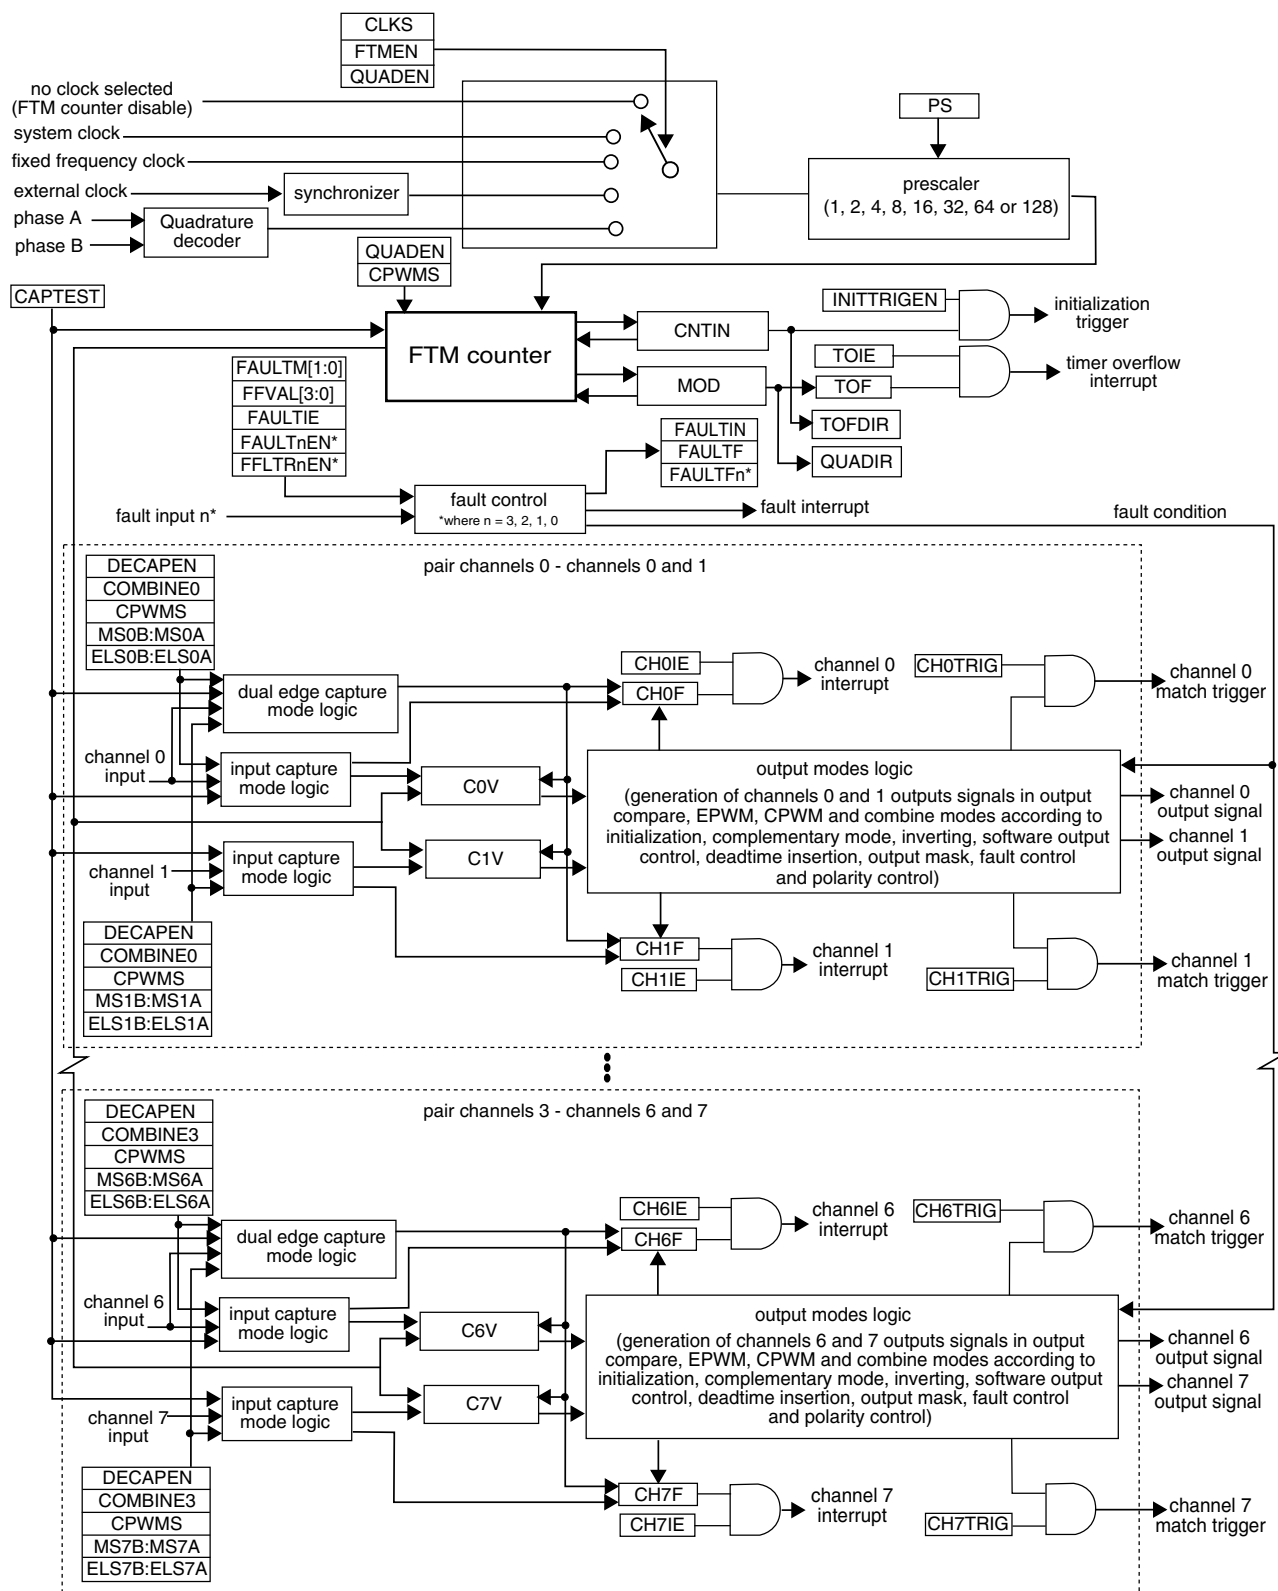 CLKS
FTMEN
QUADEN
no clock selected
(FTM counter disable)
system clock
fixed frequency clock
external clock
synchronizer
phase A
phase B
Quadrature
decoder
PS
prescaler
(1, 2, 4, 8, 16, 32, 64 or 128)
QUADEN
CPWMS
CAPTEST
FTM counter
CNTIN
MOD
INITTRIGEN
initialization
trigger
TOIE
TOF
timer overflow
interrupt
TOFDIR
QUADIR
FAULTM[1:0]
FFVAL[3:0]
FAULTIE
FAULTnEN*
FFLTRnEN*
FAULTIN
FAULTF
FAULTFn*
fault input n*
fault control
*where n = 3, 2, 1, 0
fault interrupt
fault condition
pair channels 0 - channels 0 and 1
DECAPEN
COMBINE0
CPWMS
MS0B:MS0A
ELS0B:ELS0A
dual edge capture
mode logic
channel 0
input
input capture
mode logic
C0V
channel 1
input
input capture
mode logic
C1V
CH0IE
CH0F
channel 0
interrupt
CH0TRIG
channel 0
match trigger
output modes logic
(generation of channels 0 and 1 outputs signals in output
compare, EPWM, CPWM and combine modes according to
initialization, complementary mode, inverting, software output
control, deadtime insertion, output mask, fault control
and polarity control)
channel 0
output signal
channel 1
output signal
DECAPEN
COMBINE0
CPWMS
MS1B:MS1A
ELS1B:ELS1A
CH1F
CH1IE
channel 1
interrupt
CH1TRIG
channel 1
match trigger
pair channels 3 - channels 6 and 7
DECAPEN
COMBINE3
CPWMS
MS6B:MS6A
ELS6B:ELS6A
dual edge capture
mode logic
channel 6
input
input capture
mode logic
C6V
channel 7
input
input capture
mode logic
C7V
CH6IE
CH6F
channel 6
interrupt
CH6TRIG
channel 6
match trigger
output modes logic
(generation of channels 6 and 7 outputs signals in output
compare, EPWM, CPWM and combine modes according to
initialization, complementary mode, inverting, software output
control, deadtime insertion, output mask, fault control
and polarity control)
channel 6
output signal
channel 7
output signal
DECAPEN
COMBINE3
CPWMS
MS7B:MS7A
ELS7B:ELS7A
CH7F
CH7IE
channel 7
interrupt
CH7TRIG
channel 7
match trigger